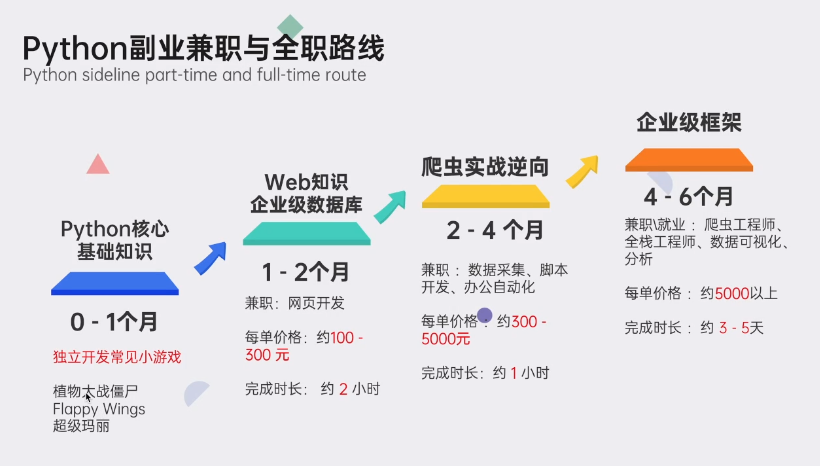 Python副业兼职与全职路线
Python sideline part-time and full-time route
Python核心
基础知识
0 - 1个月
独立开发常见小游戏
植物大战僵尸
Flappy Wings
超级玛丽
Web知识
企业级数据库
1 - 2个月
兼职：网页开发
每单价格：约100 -
300 元
完成时长： 约 2 小时
爬虫实战逆向
2 - 4 个月
兼职 ：数据采集、脚本
开发、办公自动化
每单价格 ：约300 -
5000元
完成时长：约 1 小时
企业级框架
4 - 6个月
兼职\就业 ：爬虫工程师、
全栈工程师、数据可视化、
分析
每单价格 ：约5000以上
完成时长 ：约 3 - 5天